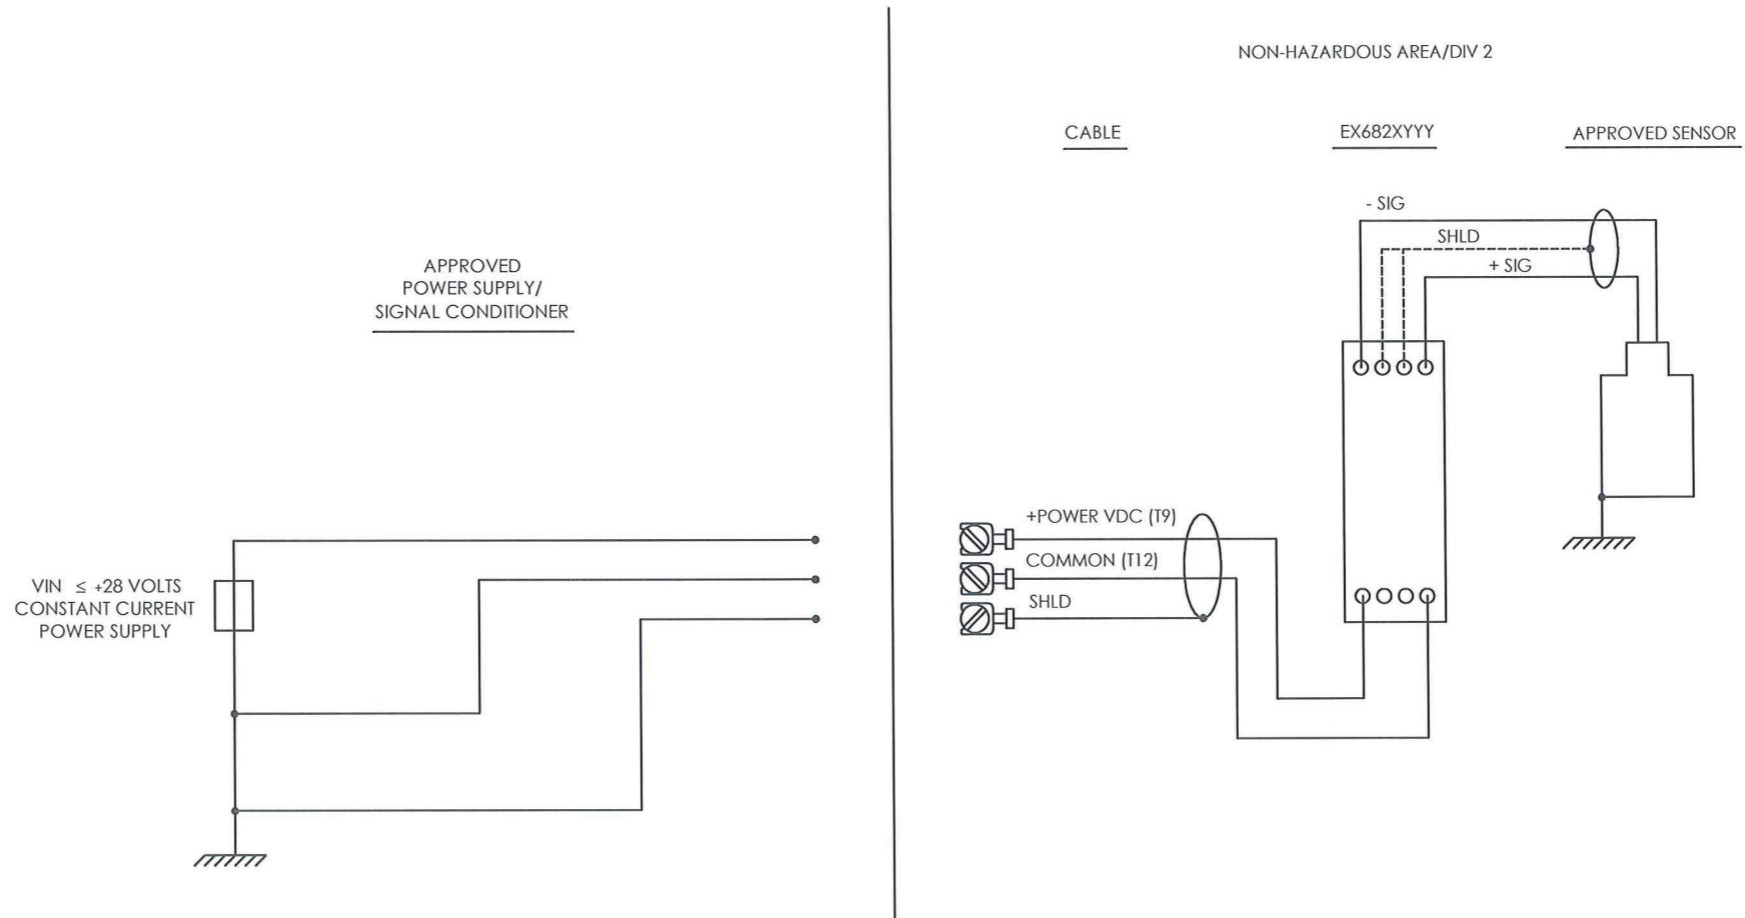 NON-HAZARDOUS AREA/DIV 2
CABLE
EX682XYYY
APPROVED SENSOR
- SIG
SHLD
+ SIG
APPROVED
POWER SUPPLY/
SIGNAL CONDITIONER
+POWER VDC (T9)
COMMON (T12)
SHLD
VIN ≤ +28 VOLTS
CONSTANT CURRENT
POWER SUPPLY